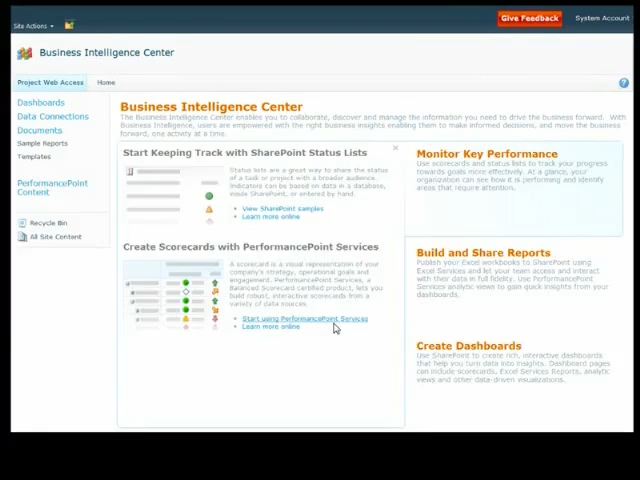 Site Actions
Give Feedback
System Account
Business Intelligence Center
Project Web Access
Home
Dashboards
Data Connections
Documents
Sample Reports
Templates
PerformancePoint
Content
Recycle Bin
All Site Content
Business Intelligence Center
The Business Intelligence Center enables you to collaborate, discover and manage the information you need to drive the business forward. With
Business Intelligence, users are empowered with the right business insights enabling them to make informed decisions, and move the business
forward, one activity at a time.
Start Keeping Track with SharePoint Status Lists
Status lists are a great way to share the status
of a task or project with a broader audience.
Indicators can be based on data in a database,
inside SharePoint, or entered by hand.
View SharePoint samples
Learn more online
Create Scorecards with PerformancePoint Services
A scorecard is a visual representation of your
company's strategy, operational goals and
engagement. PerformancePoint Services, a
Balanced Scorecard certified product, lets you
build robust, interactive scorecards from a
variety of data sources.
Start using PerformancePoint Services
Learn more online
Monitor Key Performance
Use scorecards and status lists to track your progress
towards goals more effectively. At a glance, your
organization can see how it is performing and identify
areas that require attention.
Build and Share Reports
Publish your Excel workbooks to SharePoint using
Excel Services and let your team access and interact
with their data in full fidelity. Use PerformancePoint
Services analytic views to gain quick insights from your
dashboards.
Create Dashboards
Use SharePoint to create rich, interactive dashboards
that help you turn data into insights. Dashboard pages
can include scorecards, Excel Services Reports, analytic
views and other data-driven visualizations.